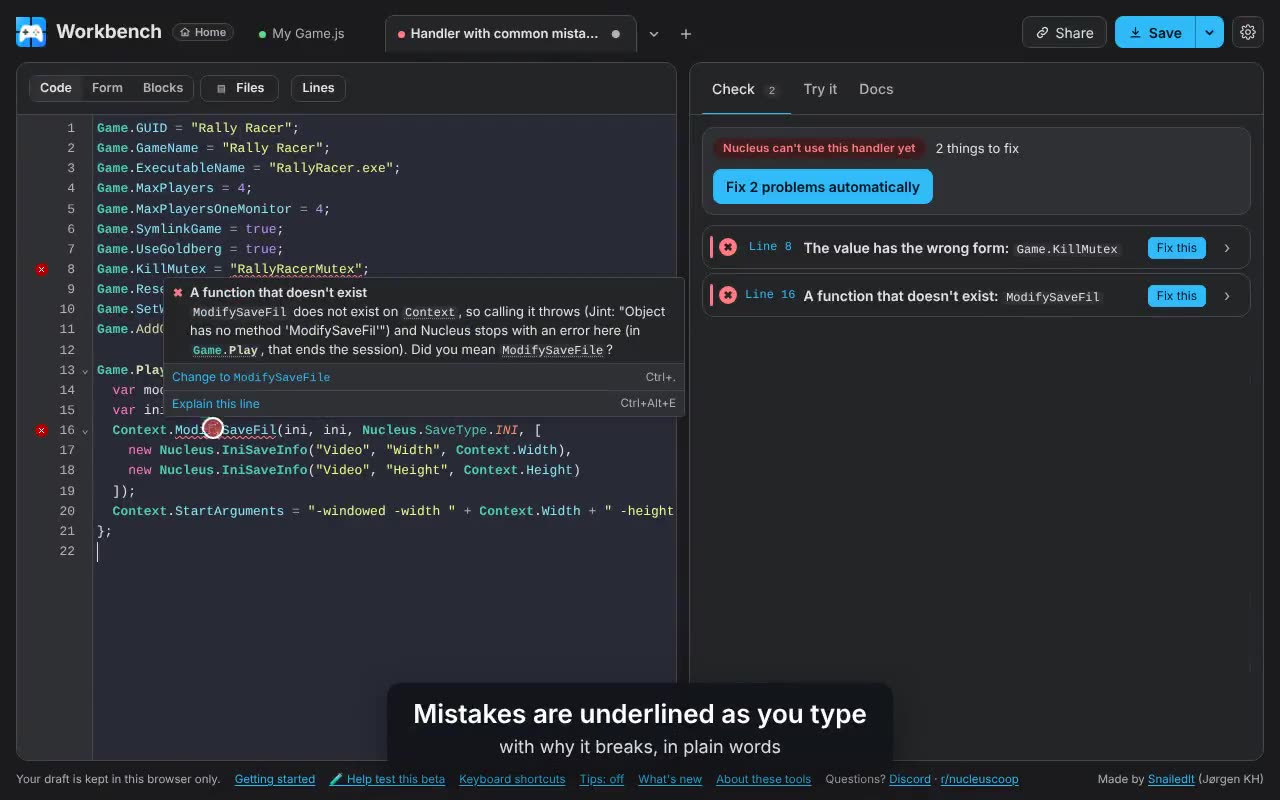 Workbench
Home
My Game.js
Handler with common mista...
Share
Save
Code
Form
Blocks
Files
Lines
1 Game.GUID = "Rally Racer";
2 Game.GameName = "Rally Racer";
3 Game.ExecutableName = "RallyRacer.exe";
4 Game.MaxPlayers = 4;
5 Game.MaxPlayersOneMonitor = 4;
6 Game.SymlinkGame = true;
7 Game.UseGoldberg = true;
8 Game.KillMutex = "RallyRacerMutex";
9 Game.Rese
10 Game.SetW
11 Game.AddO
12
13 Game.Play
14 var mod
15 var ini
16 Context.ModifySaveFil(ini, ini, Nucleus.SaveType.INI, [
17 new Nucleus.IniSaveInfo("Video", "Width", Context.Width),
18 new Nucleus.IniSaveInfo("Video", "Height", Context.Height)
19 ]);
20 Context.StartArguments = "-windowed -width " + Context.Width + " -height
21 };
22
A function that doesn't exist
ModifySaveFil does not exist on Context, so calling it throws (Jint: "Object
has no method 'ModifySaveFil'") and Nucleus stops with an error here (in
Game.Play, that ends the session). Did you mean ModifySaveFile?
Change to ModifySaveFile Ctrl+.
Explain this line Ctrl+Alt+E
Check 2
Try it
Docs
Nucleus can't use this handler yet 2 things to fix
Fix 2 problems automatically
Line 8 The value has the wrong form: Game.KillMutex Fix this
Line 16 A function that doesn't exist: ModifySaveFil Fix this
Mistakes are underlined as you type
with why it breaks, in plain words
Your draft is kept in this browser only. Getting started Help test this beta Keyboard shortcuts Tips: off What's new About these tools Questions? Discord · r/nucleuscoop Made by SnailedIt (Jørgen KH)